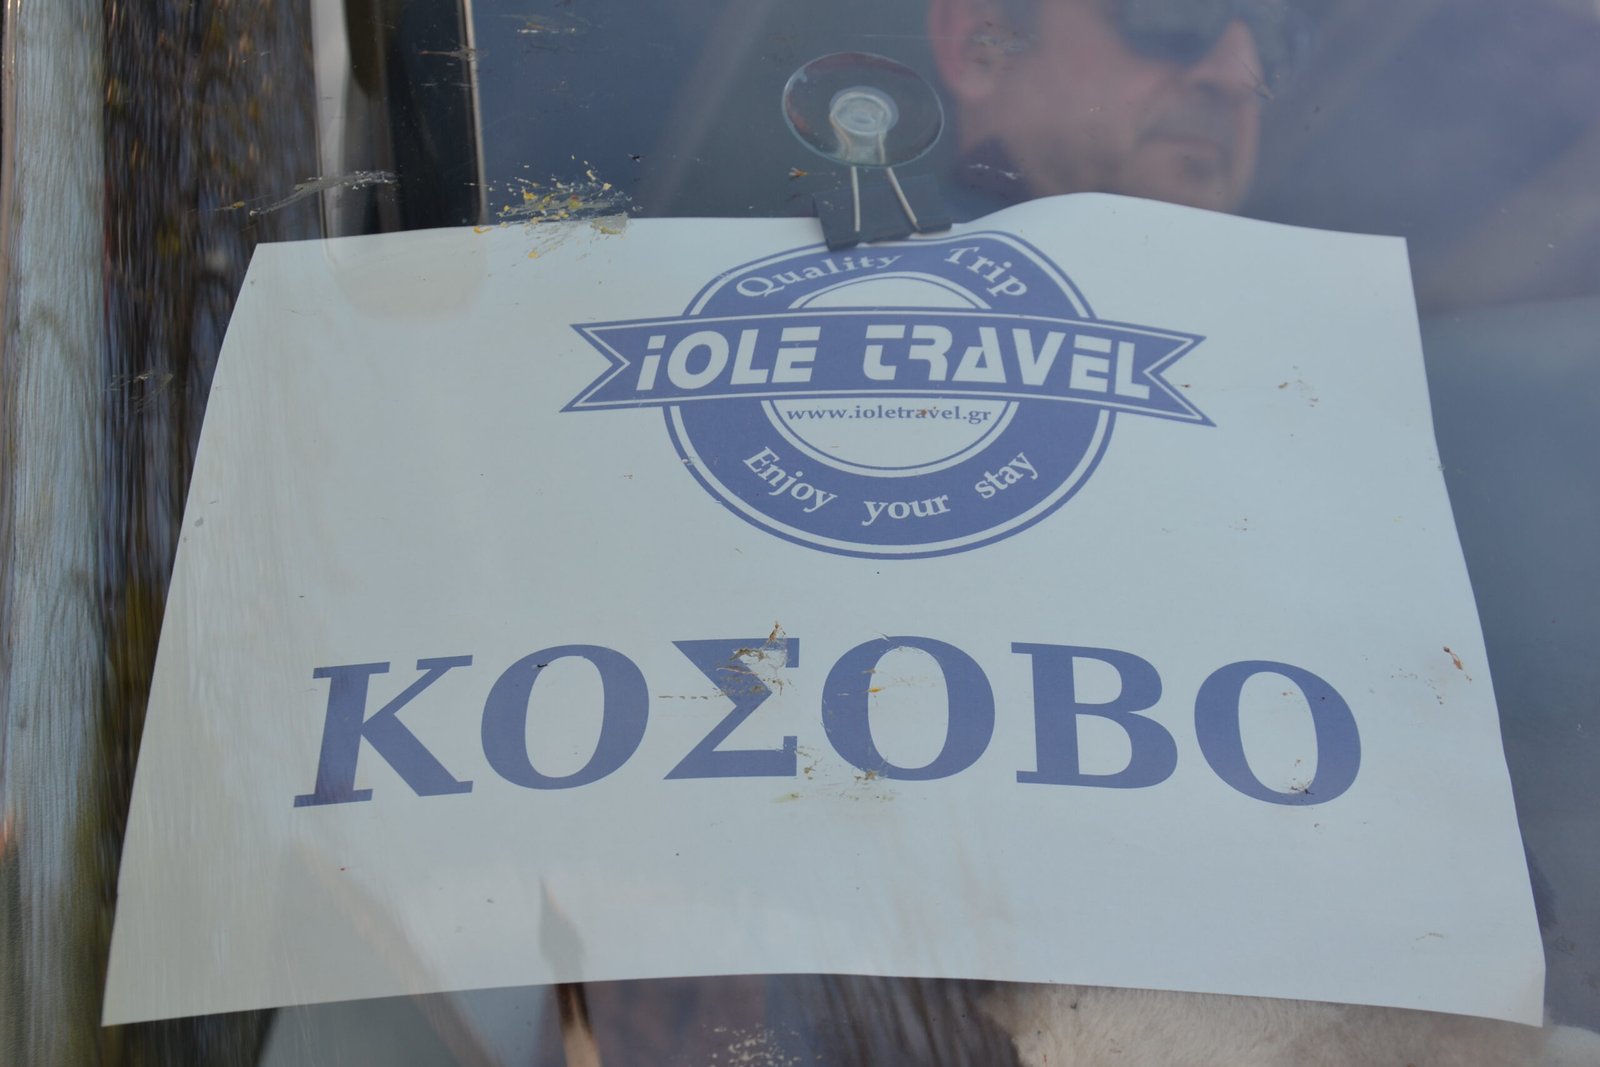 Quality Trip
iOLE TRAVEL
www.ioletravel.gr
Enjoy your stay
ΚΟΣΟΒΟ